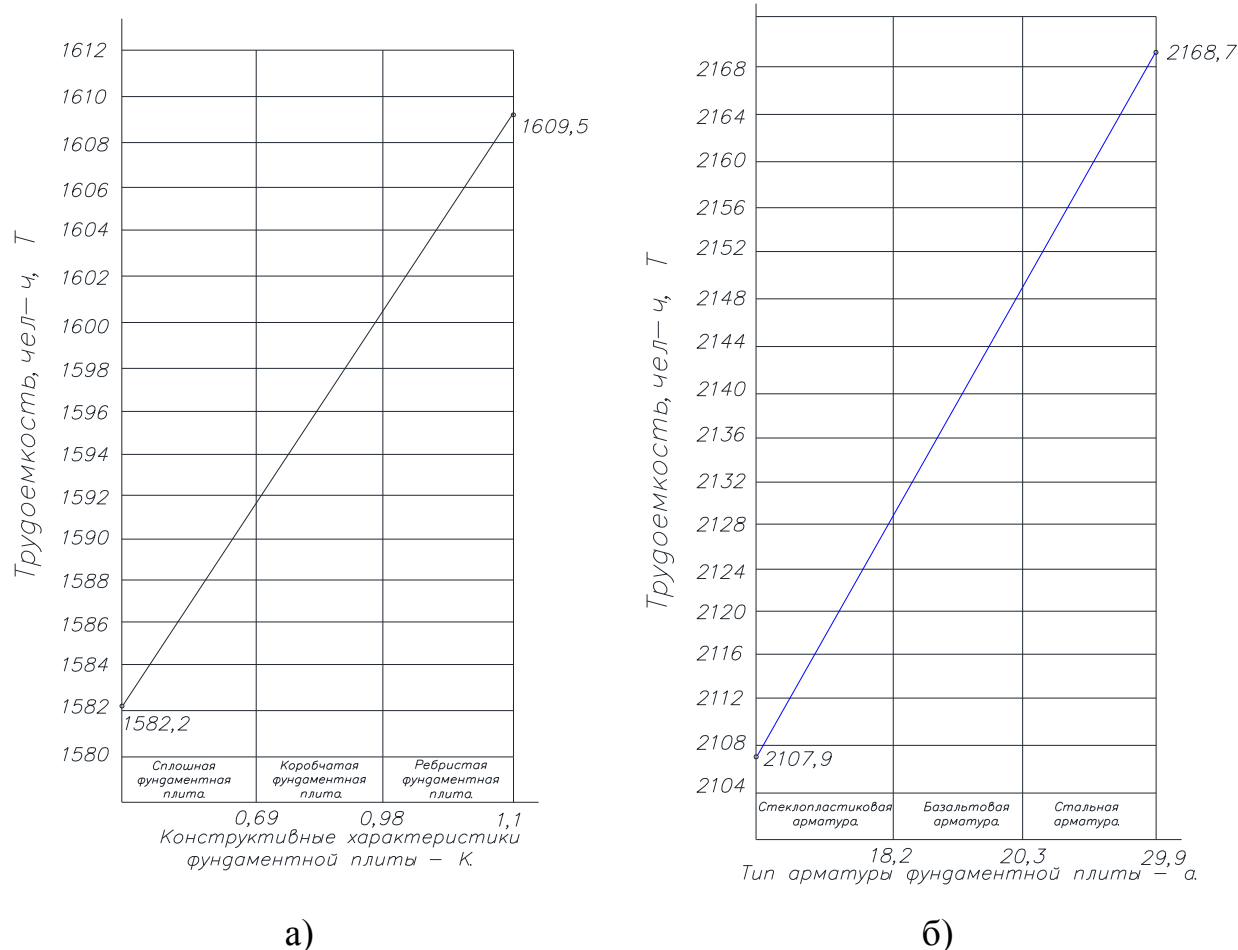 Трудоемкость, чел-ч, Т
1612
1610
1608
1606
1604
1602
1600
1598
1596
1594
1592
1590
1588
1586
1584
1582
1580
1609,5
1582,2
Сплошная
фундаментная
плита.
Коробчатая
фундаментная
плита.
Ребристая
фундаментная
плита.
0,69 0,98 1,1
Конструктивные характеристики
фундаментной плиты – К.
а)
Трудоемкость, чел-ч, Т
2168
2164
2160
2156
2152
2148
2144
2140
2136
2132
2128
2124
2120
2116
2112
2108
2104
2168,7
2107,9
Стеклопластиковая
арматура.
Базальтовая
арматура.
Стальная
арматура.
18,2 20,3 29,9
Тип арматуры фундаментной плиты – а.
б)